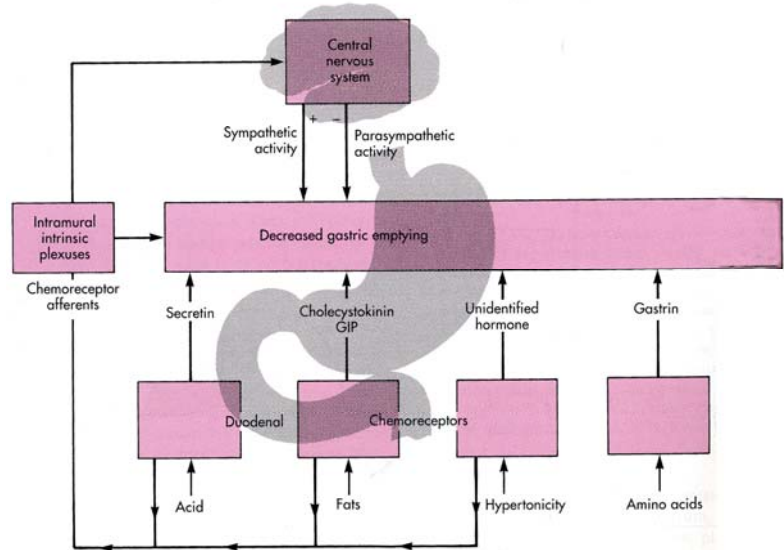 Central
nervous
system
+
−
Sympathetic
activity
Parasympathetic
activity
Intramural
intrinsic
plexuses
Decreased gastric emptying
Chemoreceptor
afferents
Secretin
Cholecystokinin
GIP
Unidentified
hormone
Gastrin
Duodenal
Chemoreceptors
Acid
Fats
Hypertonicity
Amino acids